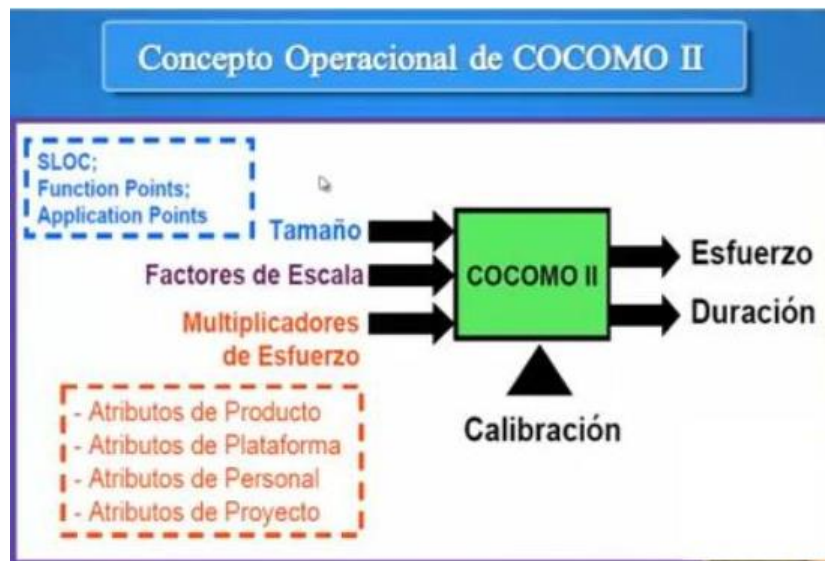 Concepto Operacional de COCOMO II
SLOC;
Function Points;
Application Points
Tamaño
Factores de Escala
Multiplicadores
de Esfuerzo
- Atributos de Producto
- Atributos de Plataforma
- Atributos de Personal
- Atributos de Proyecto
COCOMO II
Calibración
Esfuerzo
Duración